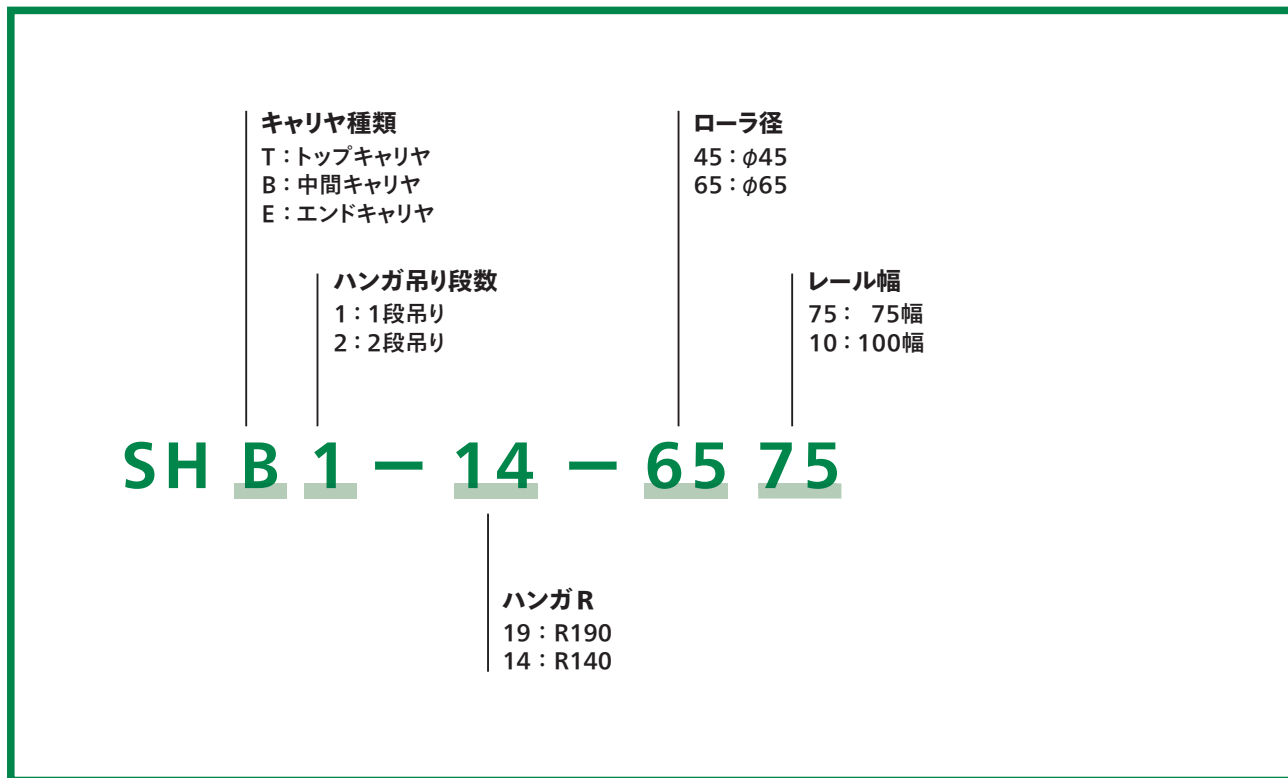 キャリヤ種類
T：トップキャリヤ
B：中間キャリヤ
E：エンドキャリヤ
ローラ径
45：φ45
65：φ65
ハンガ吊り段数
1：1段吊り
2：2段吊り
レール幅
75： 75幅
10：100幅
SH B 1 － 14 － 65 75
ハンガR
19：R190
14：R140